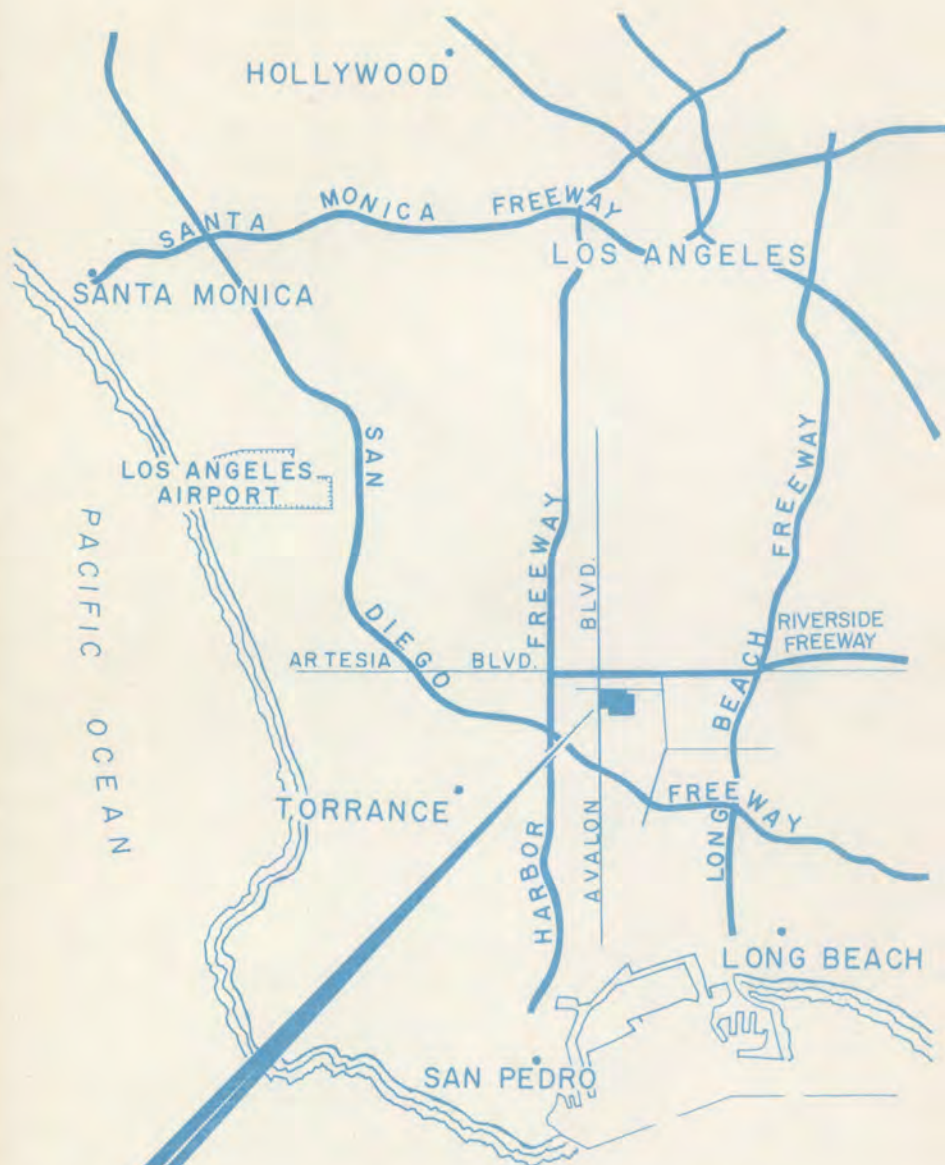 HOLLYWOOD
SANTA MONICA FREEWAY
LOS ANGELES
SANTA MONICA
LOS ANGELES
AIRPORT
PACIFIC OCEAN
SAN DIEGO FREEWAY
HARBOR FREEWAY
AVALON BLVD.
LONG BEACH FREEWAY
RIVERSIDE
FREEWAY
ARTESIA BLVD.
TORRANCE
LONG BEACH
SAN PEDRO